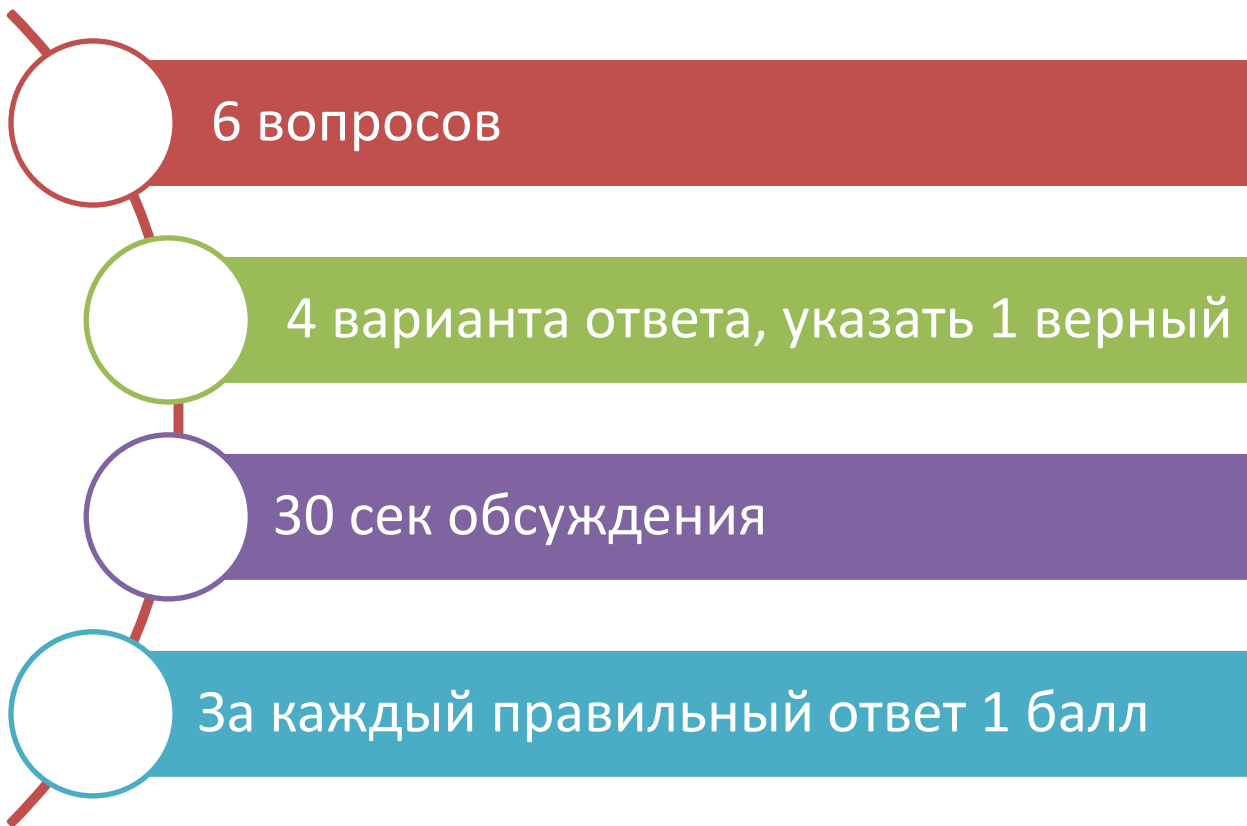 6 вопросов
4 варианта ответа, указать 1 верный
30 сек обсуждения
За каждый правильный ответ 1 балл